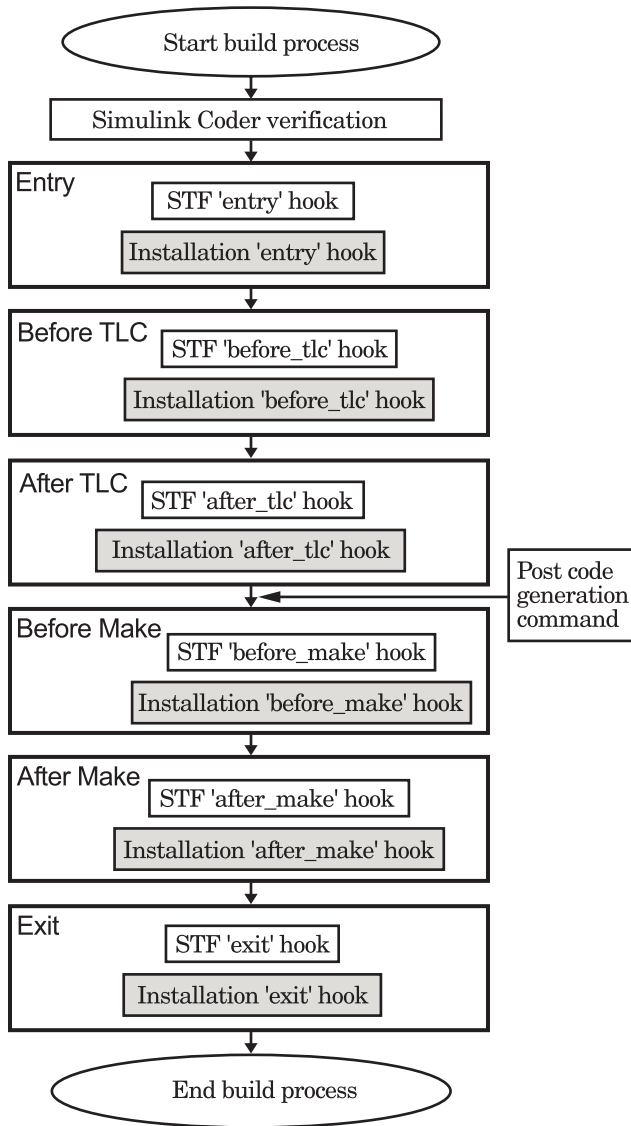 Start build process
Simulink Coder verification
Entry
STF 'entry' hook
Installation 'entry' hook
Before TLC
STF 'before_tlc' hook
Installation 'before_tlc' hook
After TLC
STF 'after_tlc' hook
Installation 'after_tlc' hook
Post code
generation
command
Before Make
STF 'before_make' hook
Installation 'before_make' hook
After Make
STF 'after_make' hook
Installation 'after_make' hook
Exit
STF 'exit' hook
Installation 'exit' hook
End build process